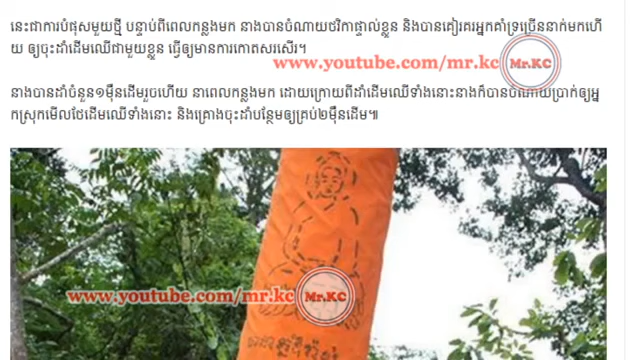 នេះជាការបំផុសមួយថ្មី បន្ទាប់ពីពេលកន្លងមក នាងបានចំណាយថវិកាផ្ទាល់ខ្លួន និងបានគៀរគរអ្នកគាំទ្រច្រើននាក់មកហើ
យ ឲ្យចុះដាំដើមឈើជាមួយខ្លួន ធ្វើឲ្យមានការកោតសរសើរ។
www.youtube.com/mr.kc
Mr.KC
នាងបានដាំចំនួន១ម៉ឺនដើមរួចហើយ នាពេលកន្លងមក ដោយក្រោយពីដាំដើមឈើទាំងនោះនាងក៏បានចំណាយប្រាក់ឲ្យអ្ន
កស្រុកមើលថែដើមឈើទាំងនោះ និងគ្រោងចុះដាំបន្ថែមឲ្យគ្រប់២ម៉ឺនដើម៕
www.youtube.com/mr.kc
Mr.KC